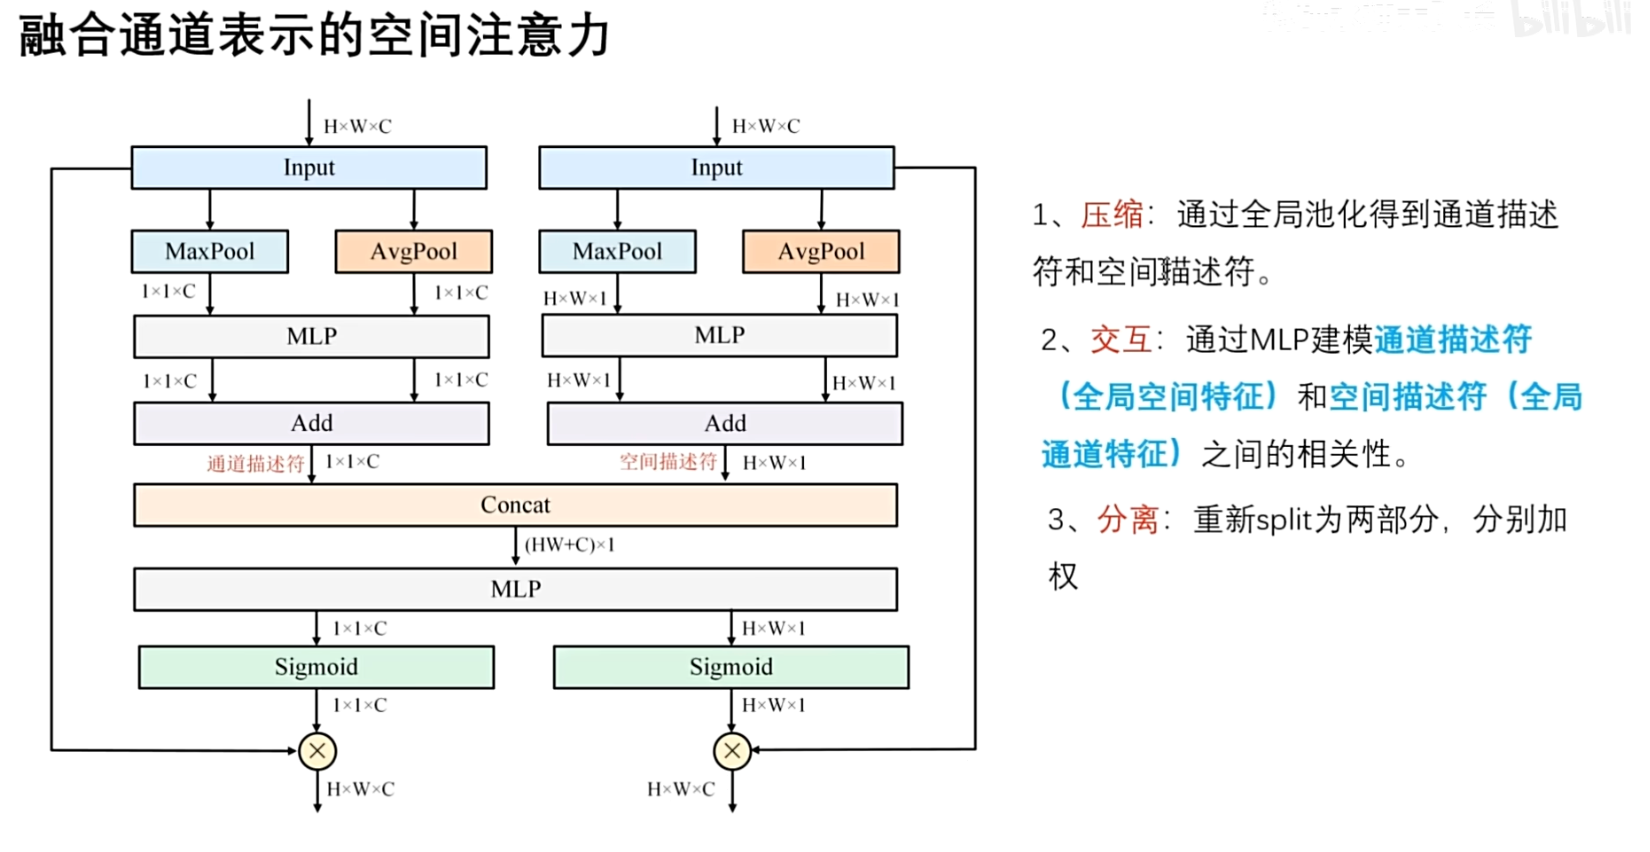 融合通道表示的空间注意力
bilibili
H×W×C
H×W×C
Input
Input
MaxPool
AvgPool
MaxPool
AvgPool
1×1×C
1×1×C
H×W×1
H×W×1
MLP
MLP
1×1×C
1×1×C
H×W×1
H×W×1
Add
Add
通道描述符
1×1×C
空间描述符
H×W×1
Concat
(HW+C)×1
MLP
1×1×C
H×W×1
Sigmoid
Sigmoid
1×1×C
H×W×1
H×W×C
H×W×C
1、压缩：通过全局池化得到通道描述
符和空间描述符。
2、交互：通过MLP建模通道描述符
（全局空间特征）和空间描述符（全局
通道特征）之间的相关性。
3、分离：重新split为两部分，分别加
权